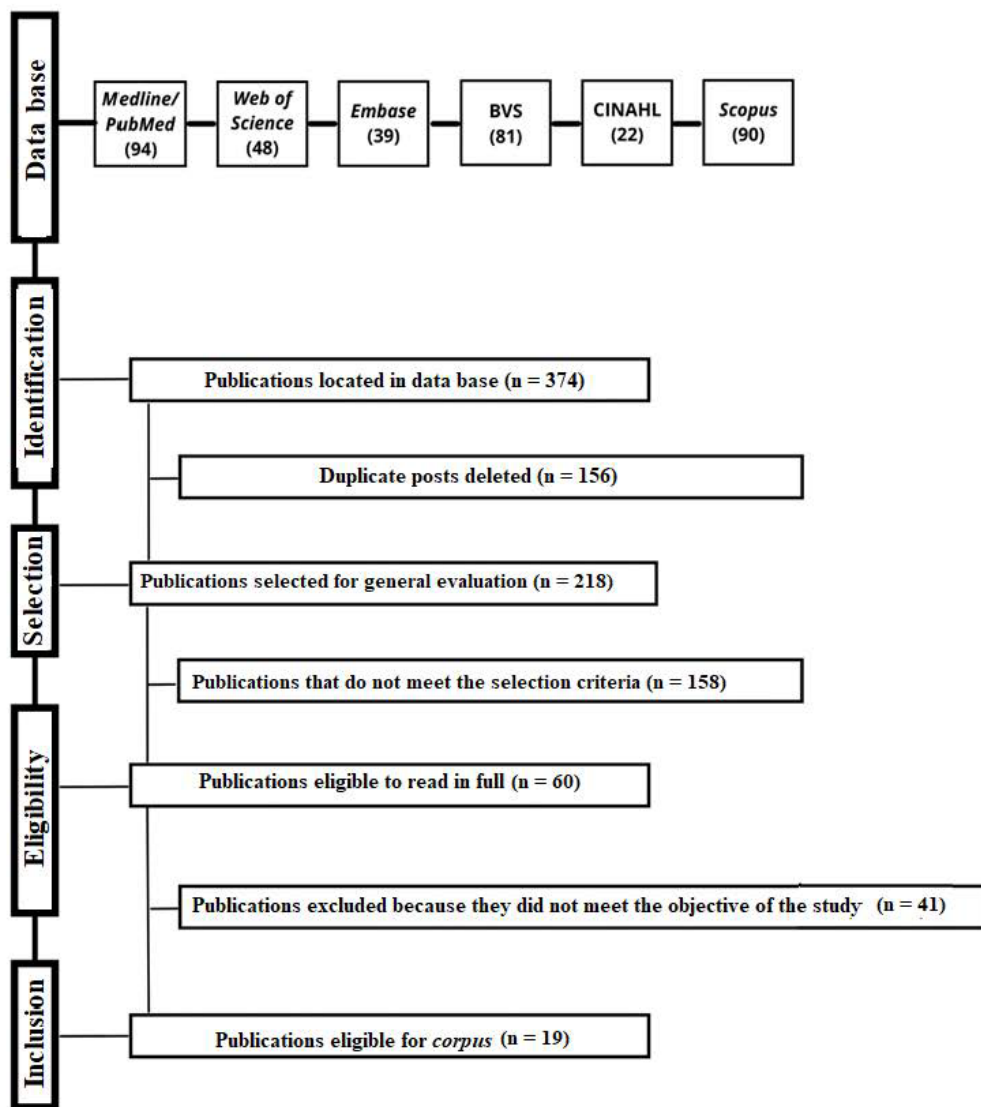 Data base
Medline/
PubMed
(94)
Web of
Science
(48)
Embase
(39)
BVS
(81)
CINAHL
(22)
Scopus
(90)
Identification
Publications located in data base (n = 374)
Duplicate posts deleted (n = 156)
Selection
Publications selected for general evaluation (n = 218)
Publications that do not meet the selection criteria (n = 158)
Eligibility
Publications eligible to read in full (n = 60)
Publications excluded because they did not meet the objective of the study (n = 41)
Inclusion
Publications eligible for corpus (n = 19)